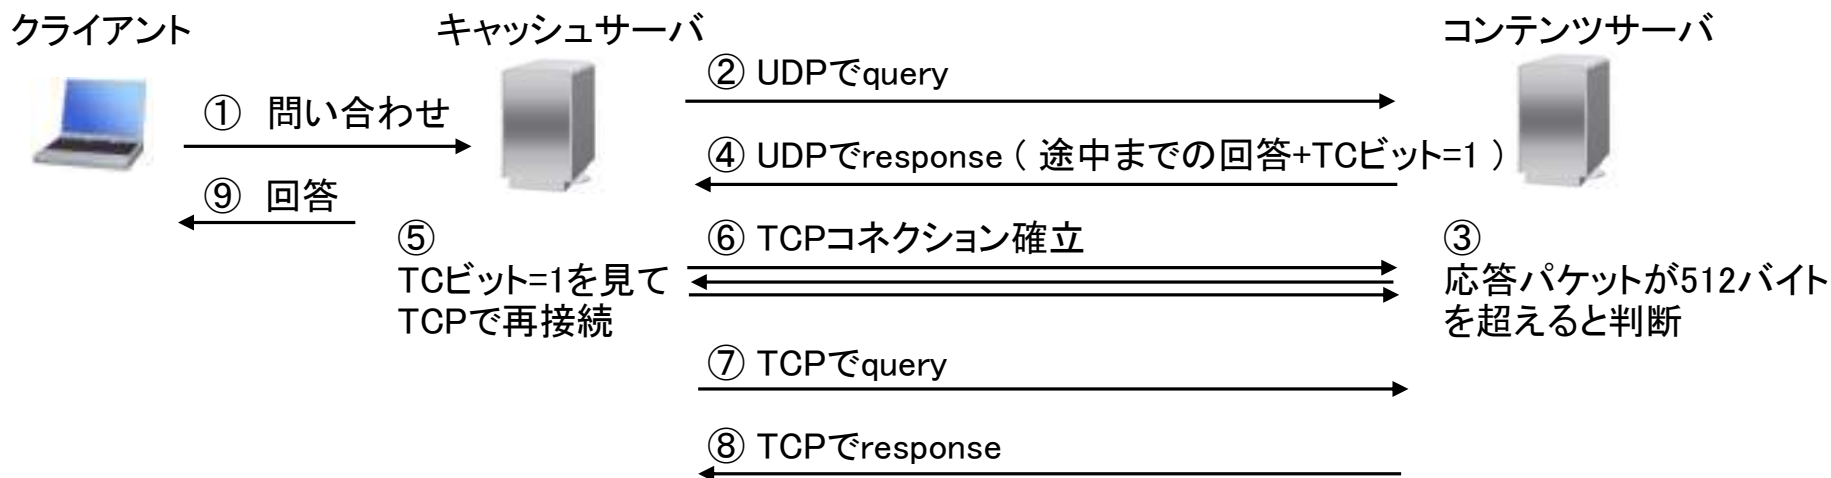 クライアント
キャッシュサーバ
コンテンツサーバ
① 問い合わせ
② UDPでquery
④ UDPでresponse ( 途中までの回答+TCビット=1 )
⑨ 回答
⑤
TCビット=1を見て
TCPで再接続
⑥ TCPコネクション確立
③
応答パケットが512バイト
を超えると判断
⑦ TCPでquery
⑧ TCPでresponse